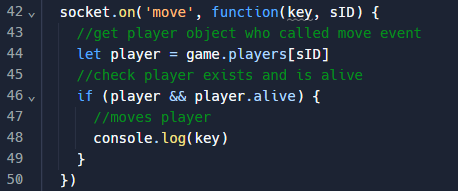 42 socket.on('move', function(key, sID) {
43 //get player object who called move event
44 let player = game.players[sID]
45 //check player exists and is alive
46 if (player && player.alive) {
47 //moves player
48 console.log(key)
49 }
50 })